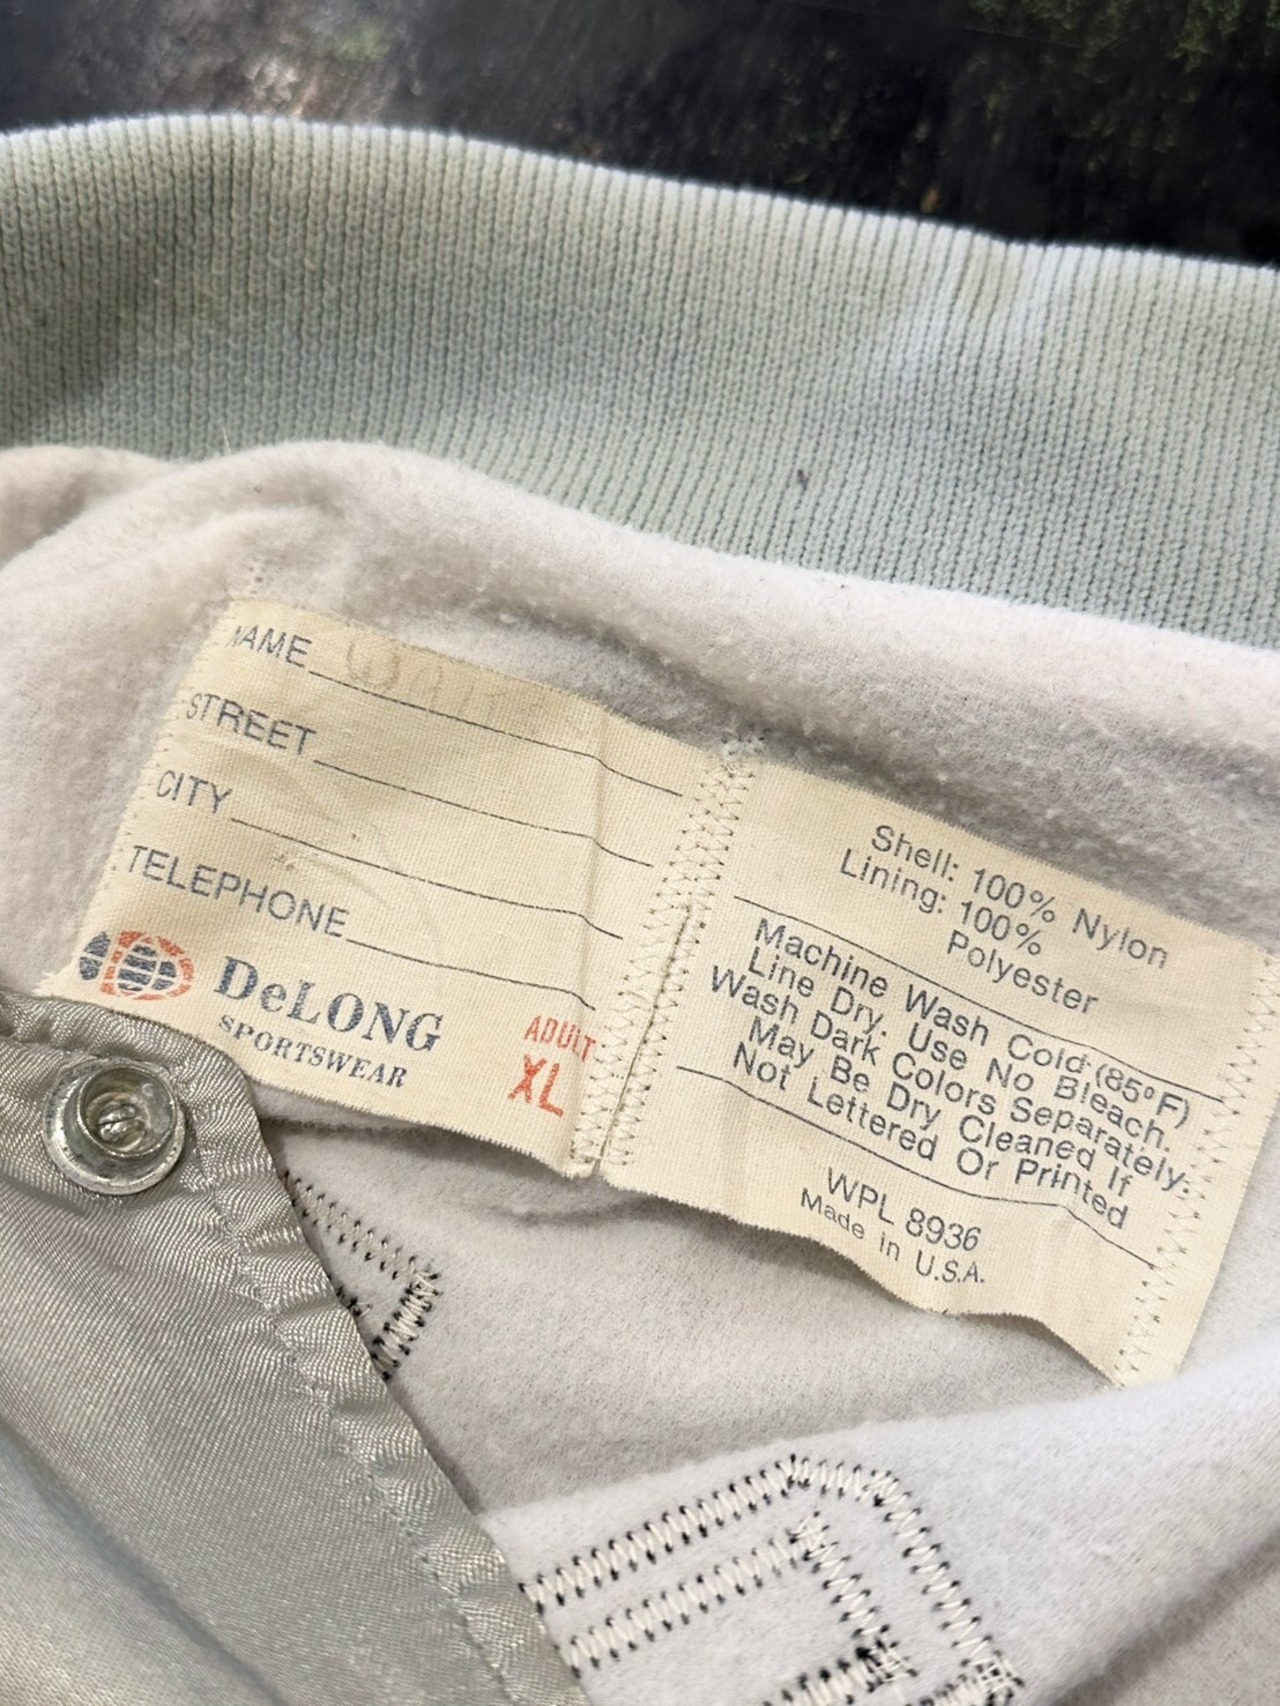 NAME
STREET
CITY
TELEPHONE
DeLONG
SPORTSWEAR
ADULT
XL
Shell: 100% Nylon
Lining: 100%
Polyester
Machine Wash Cold (85°F)
Line Dry. Use No Bleach.
Wash Dark Colors Separately.
May Be Dry Cleaned If
Not Lettered Or Printed
WPL 8936
Made in U.S.A.